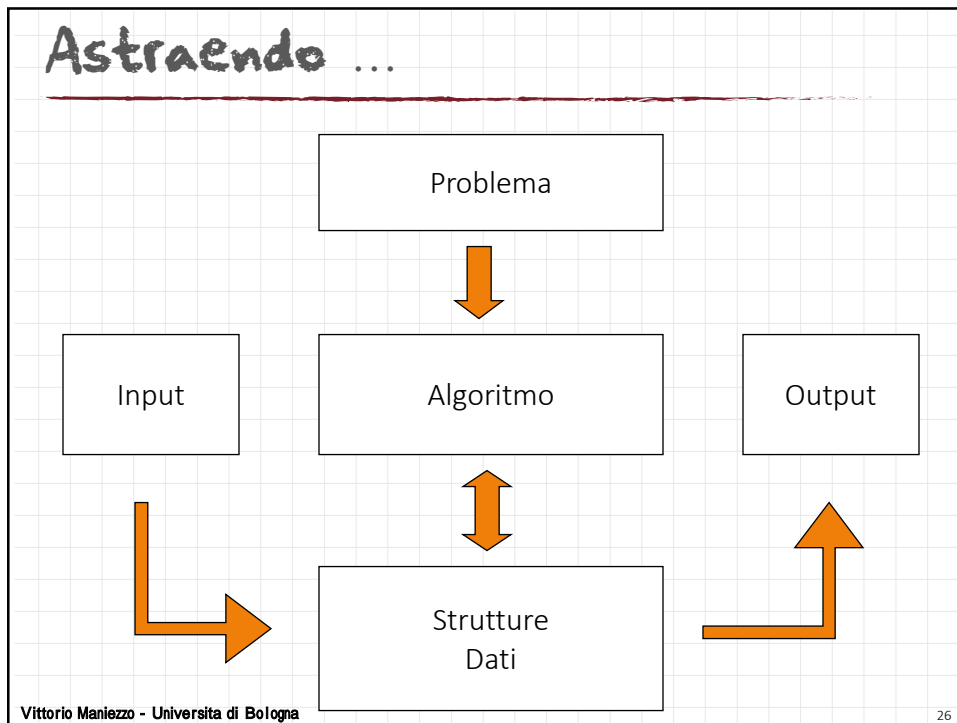 Astraendo ...
Problema
Input
Algoritmo
Output
Strutture
Dati
Vittorio Maniezzo - Universita di Bologna
26